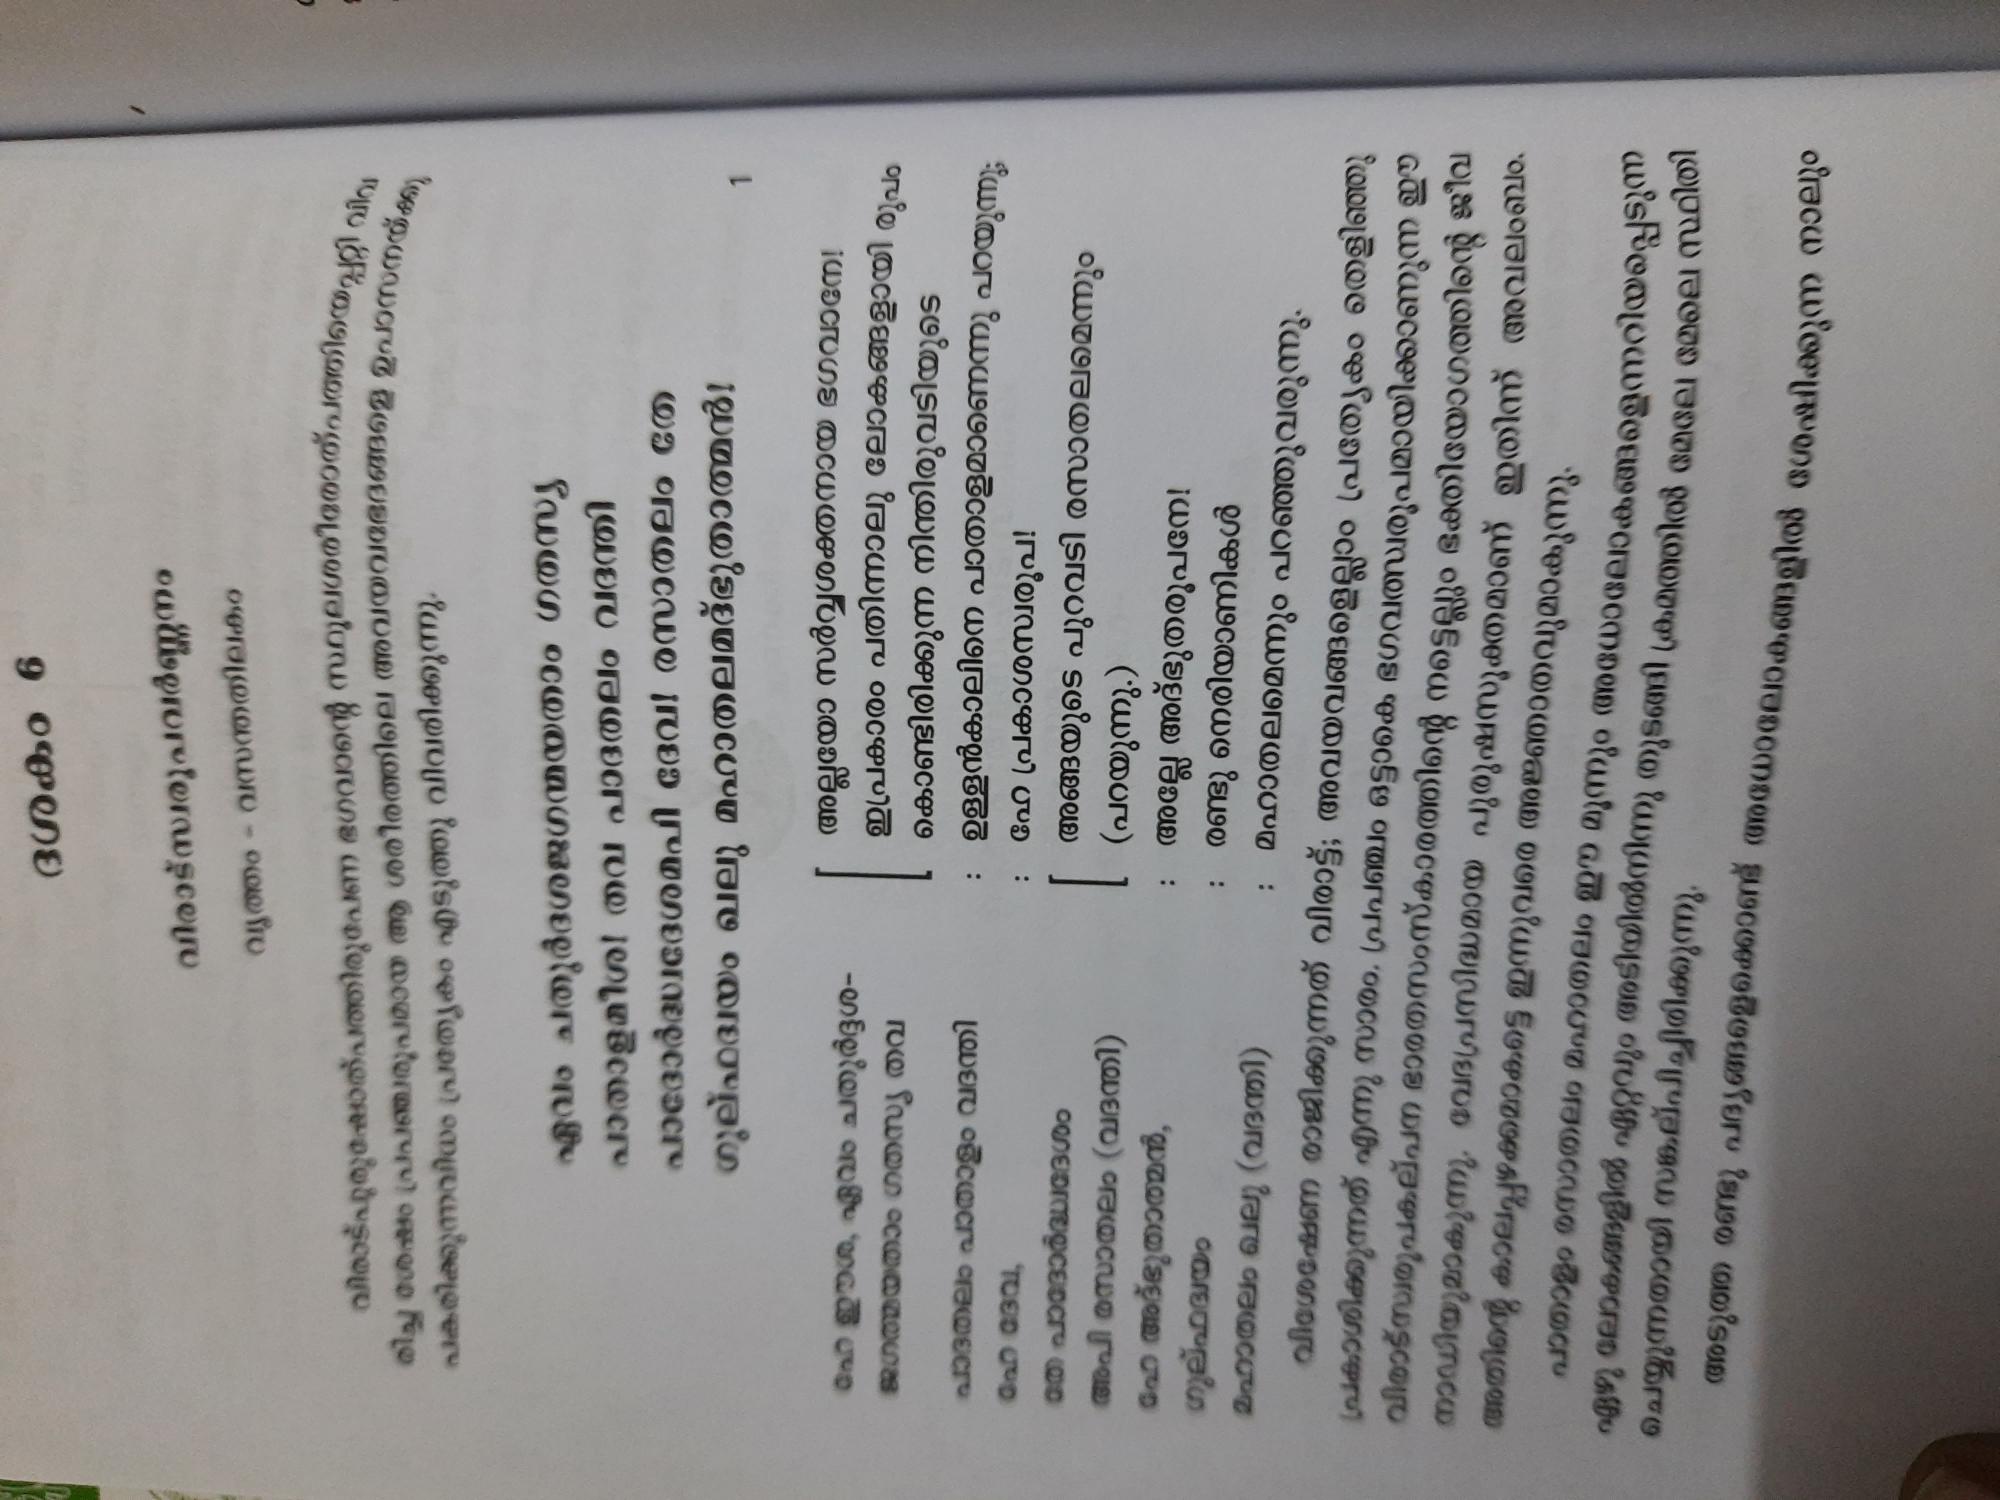 ദശകം 6
വിരാട്സ്വരൂപവർണ്ണനം
വൃത്തം - വസന്തതിലകം
വിരാട്പുരുഷോത്പത്തിരൂപേണ ഭഗവാന്റെ സ്ഥൂലശരീരോത്പത്തിയെപ്പറ്റി വിവ
രിച്ച ശേഷം പ്രപഞ്ചരൂപമായ ആ ശരീരത്തിലെ അവയവഭേദങ്ങളെ ഉപാസനയ്ക്കു
പകരിക്കുന്നവിധം പ്രത്യേകം എടുത്തു വിവരിക്കുന്നു.
ഏവം ചതുർദശജഗന്മയതാം ഗതസ്യ
പാതാളമീശ! തവ പാദതലം വദന്തി
പാദോർദ്ധ്വദേശമപി ദേവ! രസാതലം തേ
ഗുല്ഫദ്വയം ഖലു മഹാതലമദ്ഭുതാത്മൻ! 1
ഹേ ഈശ, ഏവം ചതുർദ്ദശ- അല്ലയോ സർവ്വശക്തനായ ഭഗവാനേ!
ജഗത്മയതാം ഗതസ്യ തവ ഇപ്രകാരം പതിന്നാലു ലോകങ്ങളായി രൂപം
കൊണ്ടിരിക്കുന്ന നിന്തിരുവടിയുടെ
പാദതലം പാതാളം വദന്തി : ഉള്ളൻകാലിനെ പാതാളമാണെന്നു പറയുന്നു;
ഹേ ദേവ, : ഹേ പ്രകാശസ്വരൂപ!
തേ പാദോർദ്ധ്വദേശം അങ്ങയുടെ പുറവടി രസാതലമെന്നും
അപി രസാതലം (വദന്തി) (പറയുന്നു.)
ഹേ അദ്ഭുതാത്മൻ, : അല്ലേ അദ്ഭുതരൂപനേ!
ഗുല്ഫദ്വയം : രണ്ടു നെരിയാണികൾ
മഹാതലം ഖലു (വദന്തി) : മഹാതലമെന്നും പറഞ്ഞുവരുന്നു.
വിശേഷേണ രാജിക്കുന്നത് വിരാട്ട്; അവയവങ്ങളെല്ലാം പ്രത്യേകം തെളിഞ്ഞു
പ്രകാശിക്കുന്നത് എന്നു സാരം. പ്രപഞ്ചം ഒട്ടാകെ ഭഗവത്സ്വരൂപമായിക്കാണുന്ന ഈ
വിരാട്സ്വരൂപകല്പന ഭാരതസംസ്കാരത്തിന്റെ നട്ടെല്ലും ഭക്തിയോഗത്തിന്റെ ജീവ
നാഡിയുമാകുന്നു. വേദപ്രസിദ്ധമായ പുരുഷസൂക്തമാണ് ഇതിന്ന് അവലംബം.
അതിന്റെ കാലപ്പഴക്കമാകട്ടെ ഇന്നുവരെ അജ്ഞാതവുമാകുന്നു.
പാതാളം രസാതലം മഹാതലം ഈ മൂന്നും അധോലോകങ്ങളെന്നറിയപ്പെടുന്ന
ഏഴു ലോകങ്ങളിൽ ഏറ്റവും അടിയിൽനിന്നു തുടങ്ങി ക്രമത്തിൽ മേലേ മേലെ സ്ഥിതി
ചെയ്യുന്നതായി സങ്കല്പിച്ചിരിക്കുന്നു.
അടുത്ത രണ്ടു പദ്യങ്ങളെക്കൊണ്ട് അധോലോകങ്ങളിൽ ശേഷിക്കുന്ന നാലും